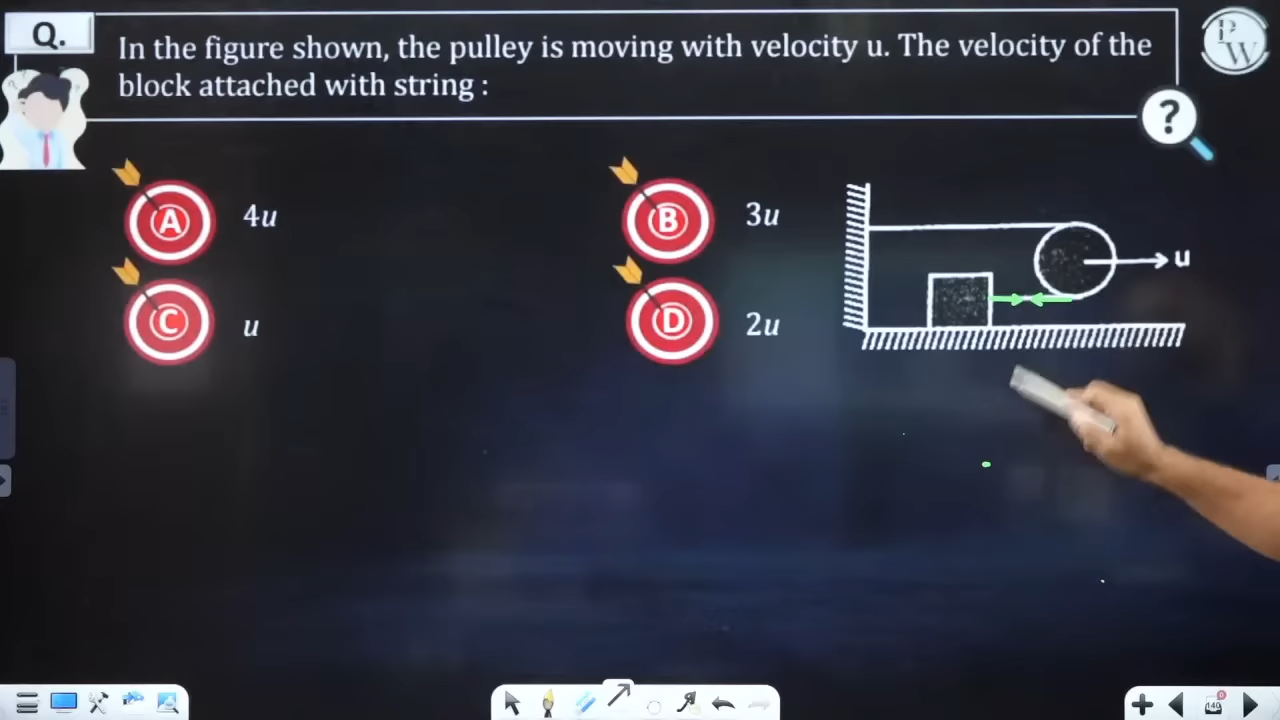 Q.
In the figure shown, the pulley is moving with velocity u. The velocity of the
block attached with string :
P
W
?
A 4u
B 3u
u
C u
D 2u